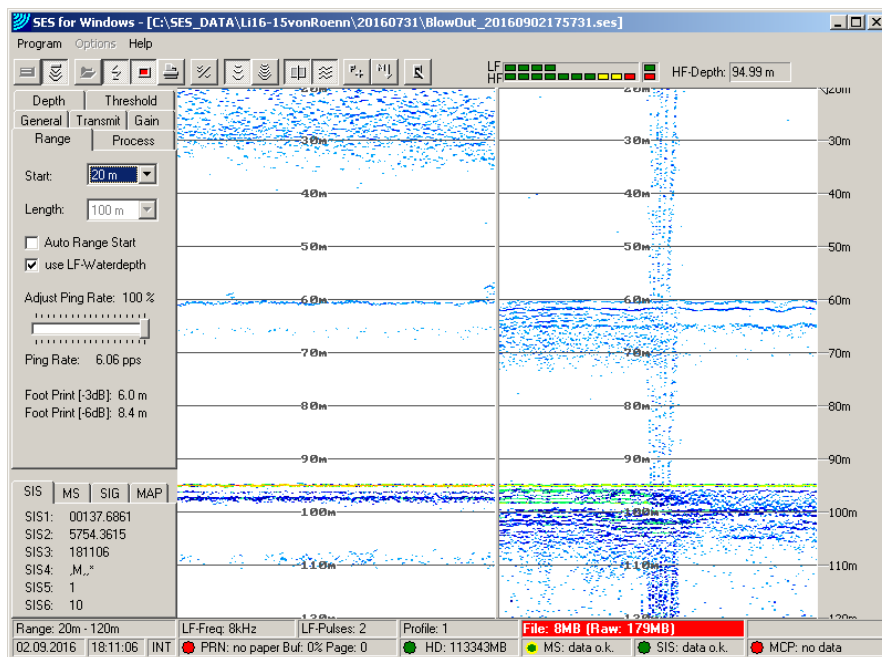 SES for Windows - [C:\SES_DATA\Li16-15vonRoenn\20160731\BlowOut_20160902175731.ses]
Program Options Help
LF
HF
HF-Depth: 94.99 m
Depth Threshold
General Transmit Gain
Range Process
Start: 20 m
Length: 100 m
Auto Range Start
use LF-Waterdepth
Adjust Ping Rate: 100 %
Ping Rate: 6.06 pps
Foot Print [-3dB]: 6.0 m
Foot Print [-6dB]: 8.4 m
SIS MS SIG MAP
SIS1: 00137.6861
SIS2: 5754.3615
SIS3: 181106
SIS4: ,M,,*
SIS5: 1
SIS6: 10
20m 20m 20m
30m 30m 30m
40m 40m 40m
50m 50m 50m
60m 60m 60m
70m 70m 70m
80m 80m 80m
90m 90m 90m
100m 100m 100m
110m 110m 110m
120m 120m 120m
Range: 20m - 120m LF-Freq: 8kHz LF-Pulses: 2 Profile: 1 File: 8MB (Raw: 179MB)
02.09.2016 18:11:06 INT PRN: no paper Buf: 0% Page: 0 HD: 113343MB MS: data o.k. SIS: data o.k. MCP: no data